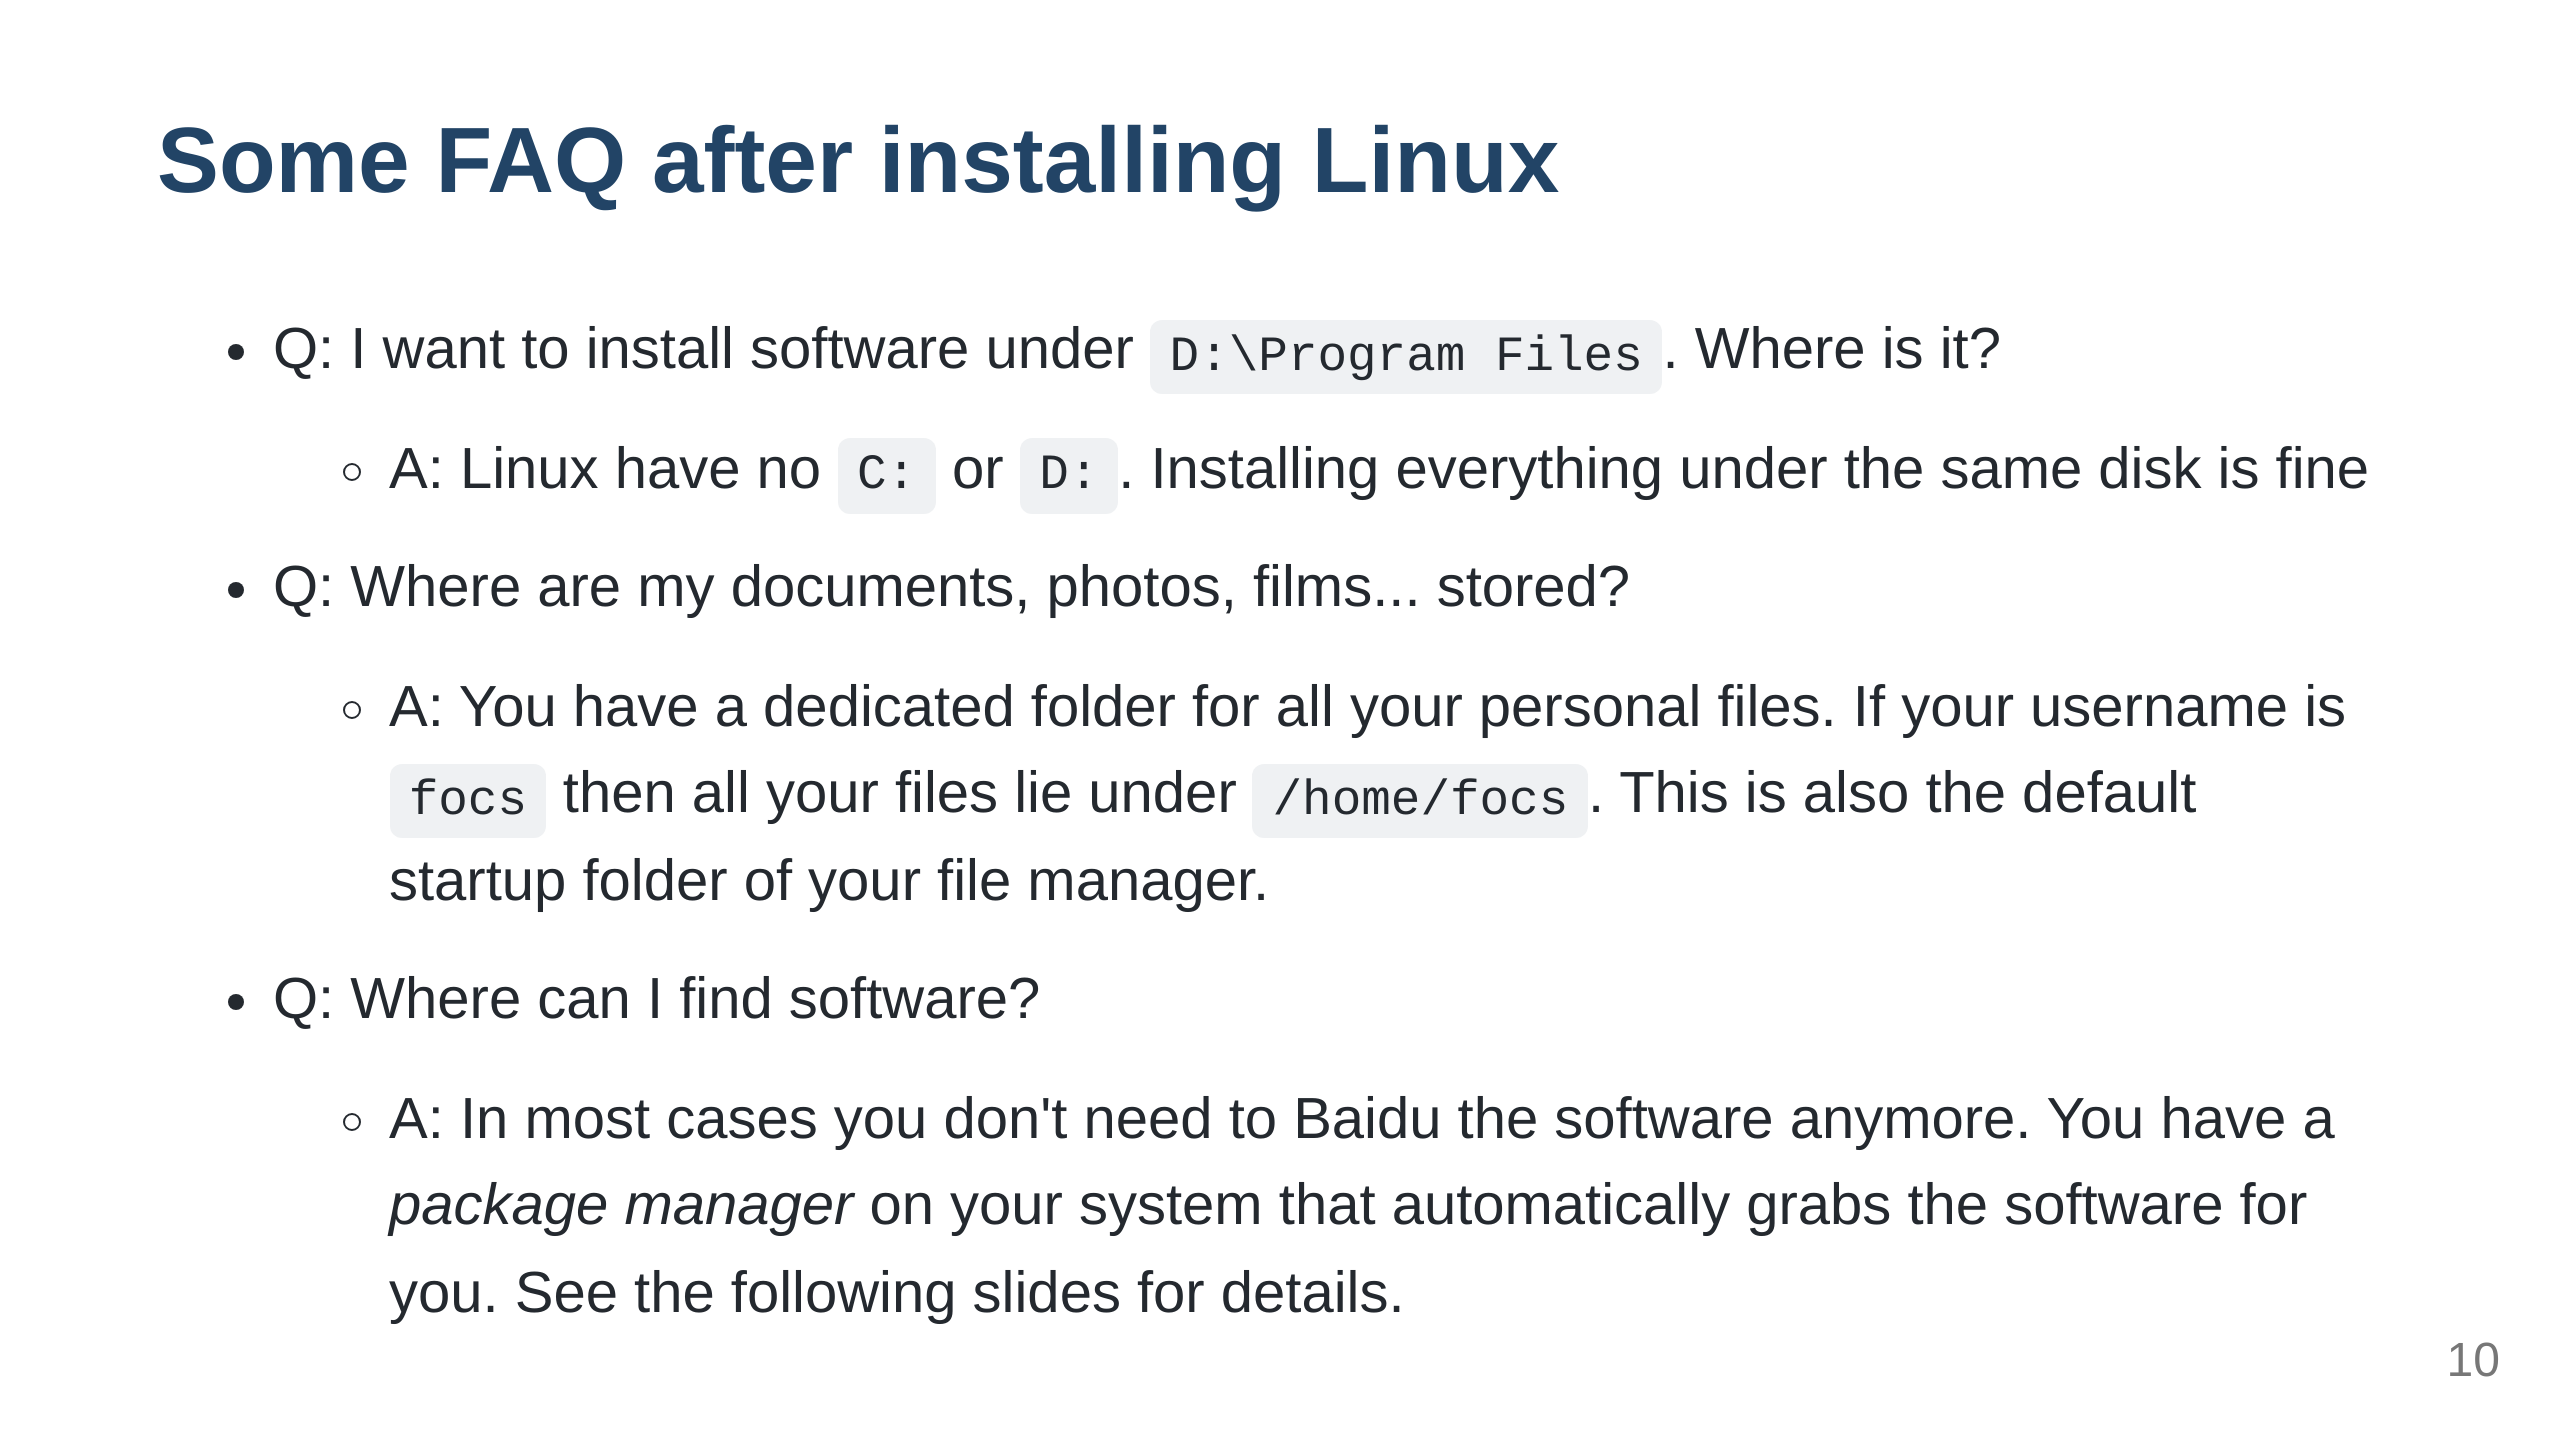 Some FAQ after installing Linux
• Q: I want to install software under D:\Program Files. Where is it?
◦ A: Linux have no C: or D:. Installing everything under the same disk is fine
• Q: Where are my documents, photos, films... stored?
◦ A: You have a dedicated folder for all your personal files. If your username is
focs then all your files lie under /home/focs. This is also the default
startup folder of your file manager.
• Q: Where can I find software?
◦ A: In most cases you don't need to Baidu the software anymore. You have a
package manager on your system that automatically grabs the software for
you. See the following slides for details.
10